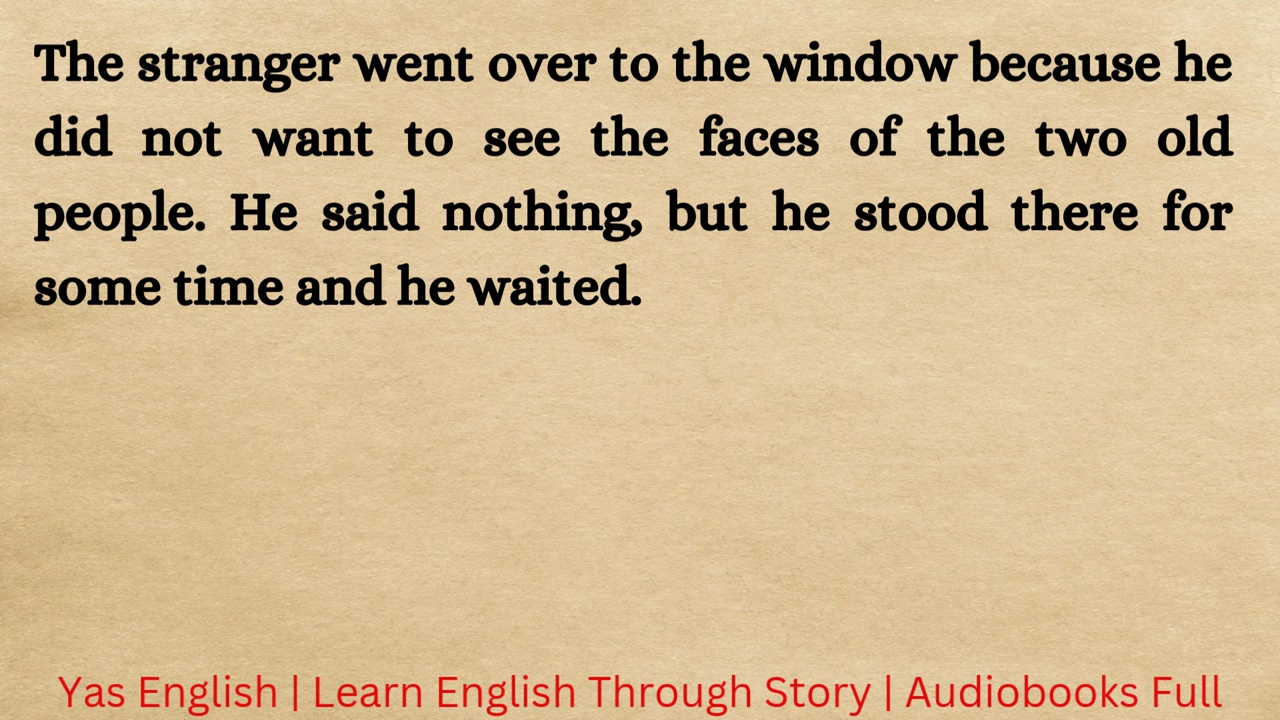 The stranger went over to the window because he
did not want to see the faces of the two old
people. He said nothing, but he stood there for
some time and he waited.
Yas English | Learn English Through Story | Audiobooks Full